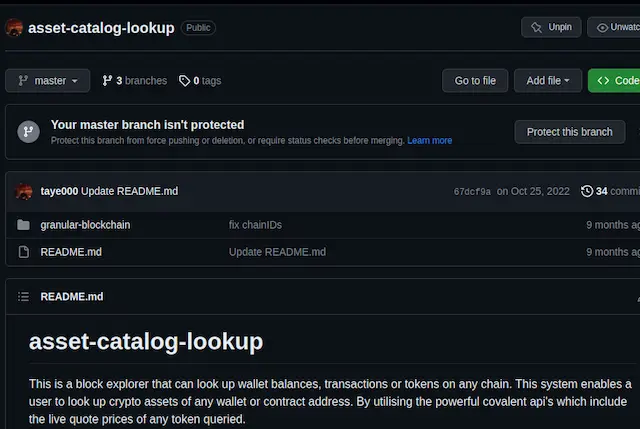 asset-catalog-lookup Public Unpin Unwatc
master 3 branches 0 tags Go to file Add file Code
Your master branch isn't protected
Protect this branch from force pushing or deletion, or require status checks before merging. Learn more
Protect this branch
taye000 Update README.md 67dcf9a on Oct 25, 2022 34 commi
granular-blockchain fix chainIDs 9 months ag
README.md Update README.md 9 months ag
README.md
asset-catalog-lookup
This is a block explorer that can look up wallet balances, transactions or tokens on any chain. This system enables a
user to look up crypto assets of any wallet or contract address. By utilising the powerful covalent api's which include
the live quote prices of any token queried.